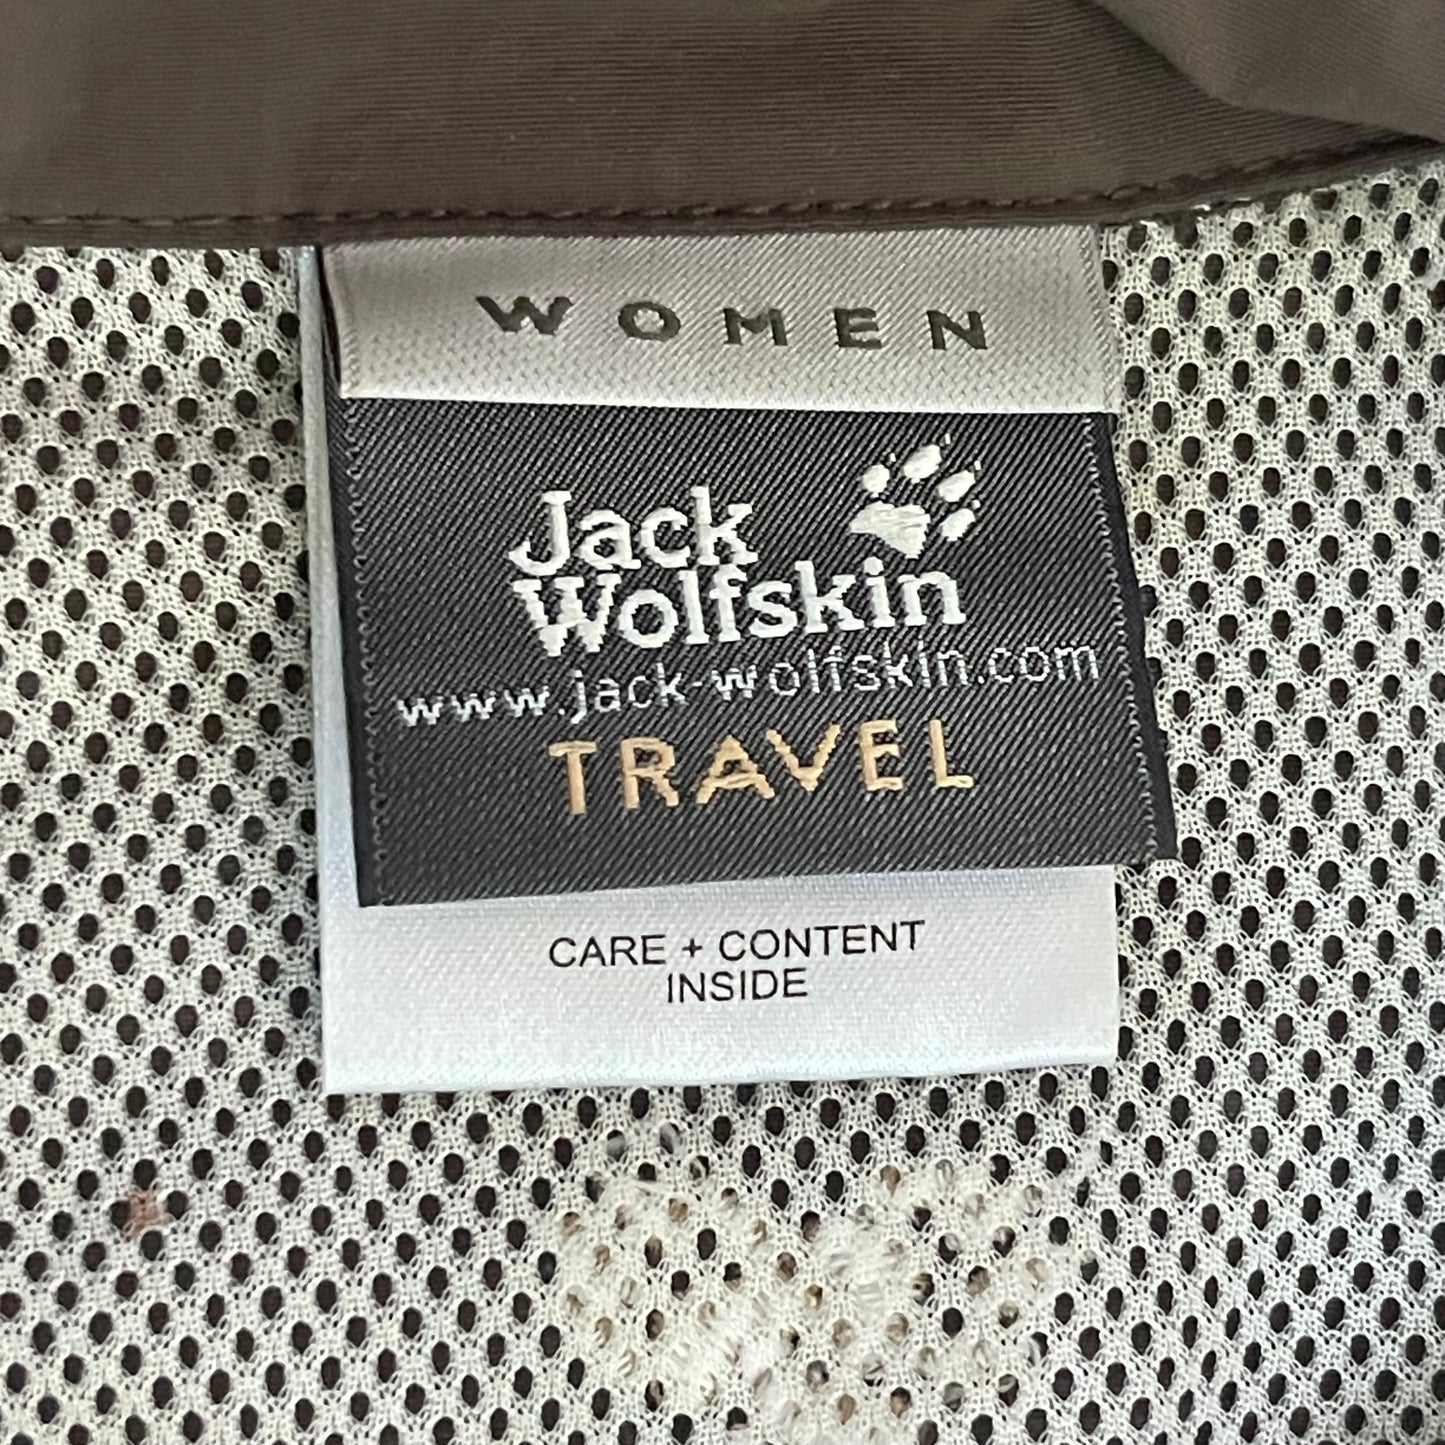 WOMEN
Jack
Wolfskin
www.jack-wolfskin.com
TRAVEL
CARE + CONTENT
INSIDE